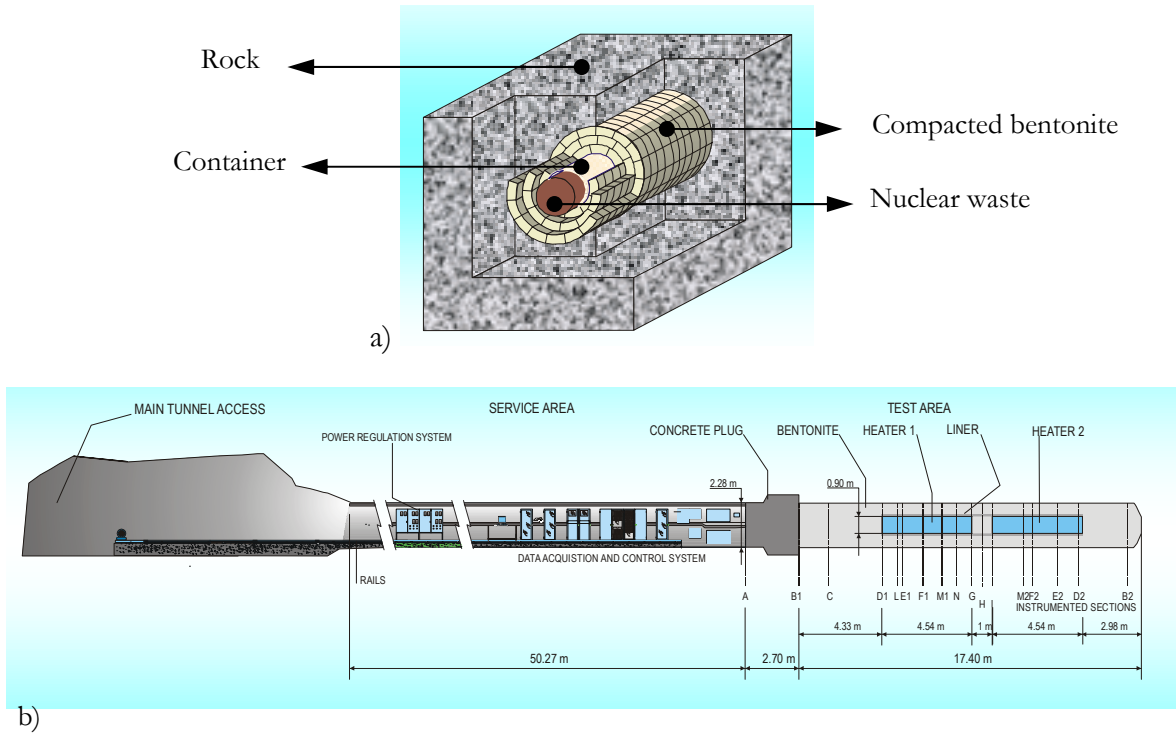 Rock
Compacted bentonite
Container
Nuclear waste
a)
MAIN TUNNEL ACCESS
SERVICE AREA
TEST AREA
POWER REGULATION SYSTEM
CONCRETE PLUG
BENTONITE
HEATER 1
LINER
HEATER 2
2.28 m
0.90 m
DATA ACQUISTION AND CONTROL SYSTEM
RAILS
A
B1
C
D1
L
E1
F1
M1
N
G
H
M2
F2
E2
D2
B2
INSTRUMENTED SECTIONS
4.33 m
4.54 m
1 m
4.54 m
2.98 m
50.27 m
2.70 m
17.40 m
b)